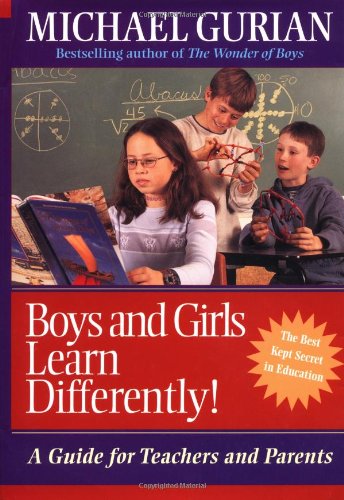 MICHAEL GURIAN
Bestselling author of The Wonder of Boys
abacus
Abacus
Boys and Girls
Learn
Differently!
The Best
Kept Secret
in Education
A Guide for Teachers and Parents